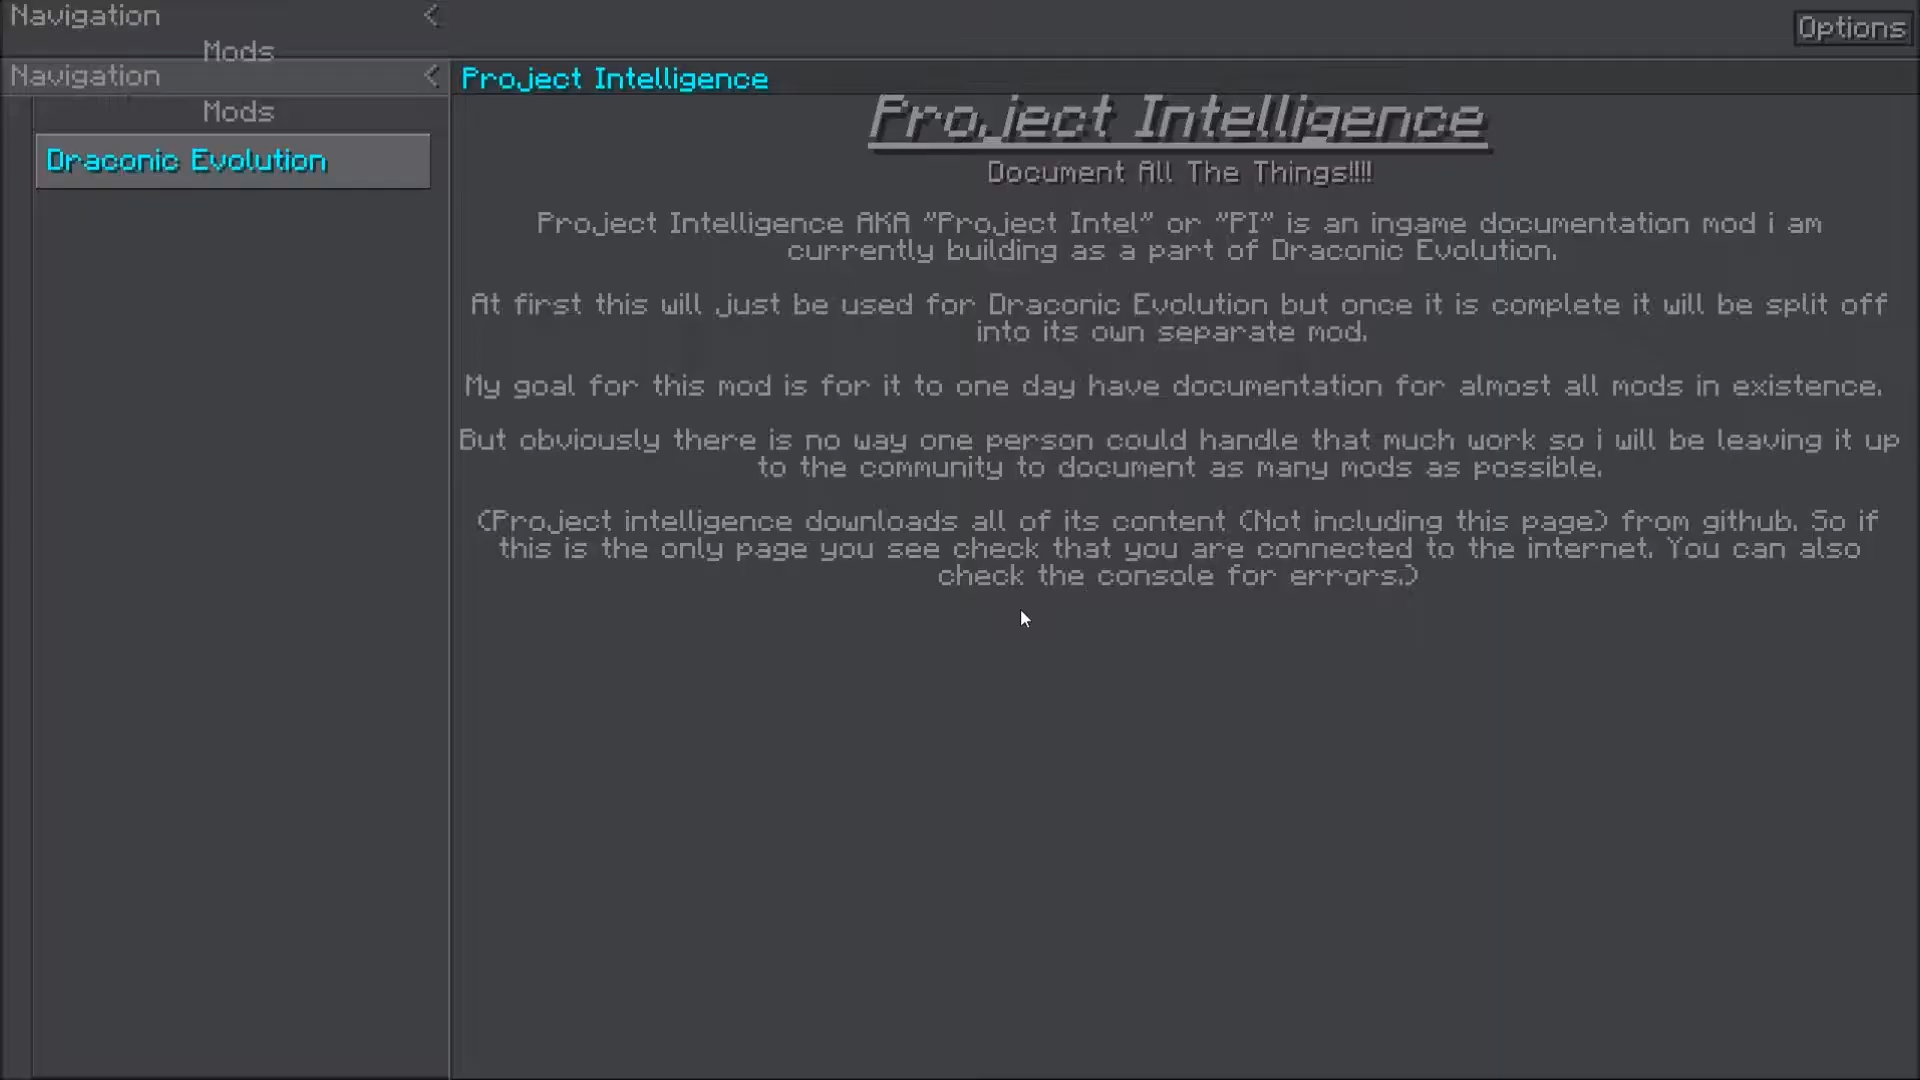 Navigation <
Options
Mods
Navigation <
Project Intelligence
Mods
Draconic Evolution
Project Intelligence
Document All The Things!!!!
Project Intelligence AKA "Project Intel" or "PI" is an ingame documentation mod i am
currently building as a part of Draconic Evolution.
At first this will just be used for Draconic Evolution but once it is complete it will be split off
into its own separate mod.
My goal for this mod is for it to one day have documentation for almost all mods in existence.
But obviously there is no way one person could handle that much work so i will be leaving it up
to the community to document as many mods as possible.
(Project intelligence downloads all of its content (Not including this page) from github. So if
this is the only page you see check that you are connected to the internet. You can also
check the console for errors.)